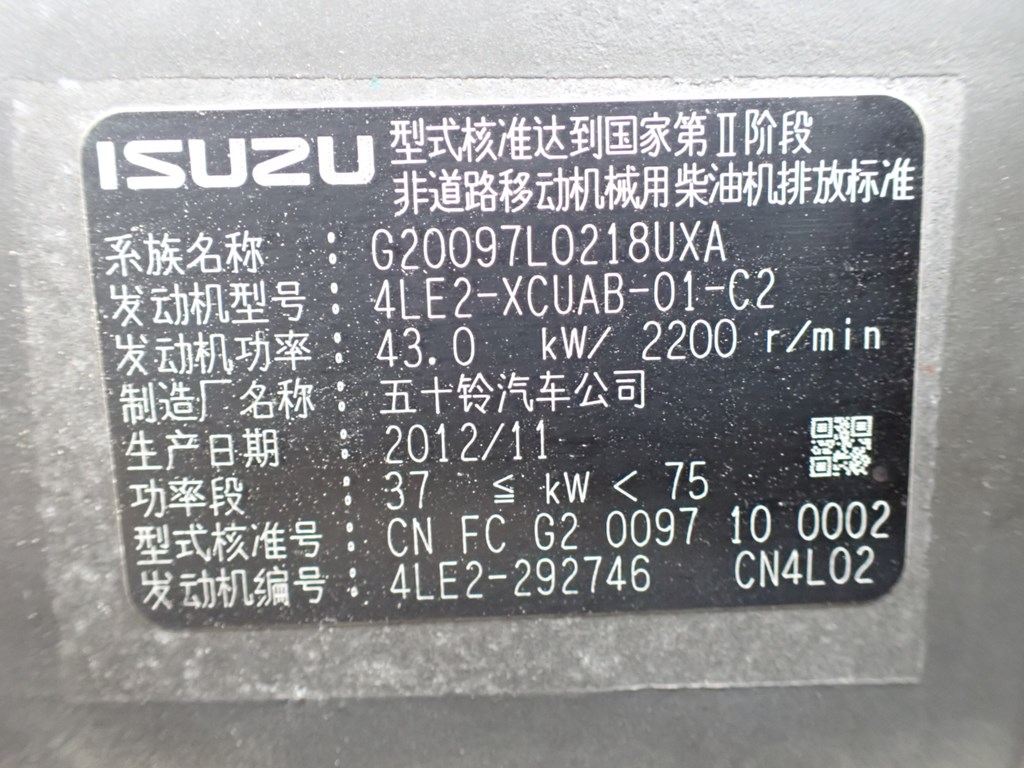 ISUZU 型式核准达到国家第Ⅱ阶段
非道路移动机械用柴油机排放标准
系族名称 : G20097L0218UXA
发动机型号 : 4LE2-XCUAB-01-C2
发动机功率 : 43.0 kW/ 2200 r/min
制造厂名称 : 五十铃汽车公司
生产日期 : 2012/11
功率段 : 37 ≦ kW < 75
型式核准号 : CN FC G2 0097 10 0002
发动机编号 : 4LE2-292746 CN4L02